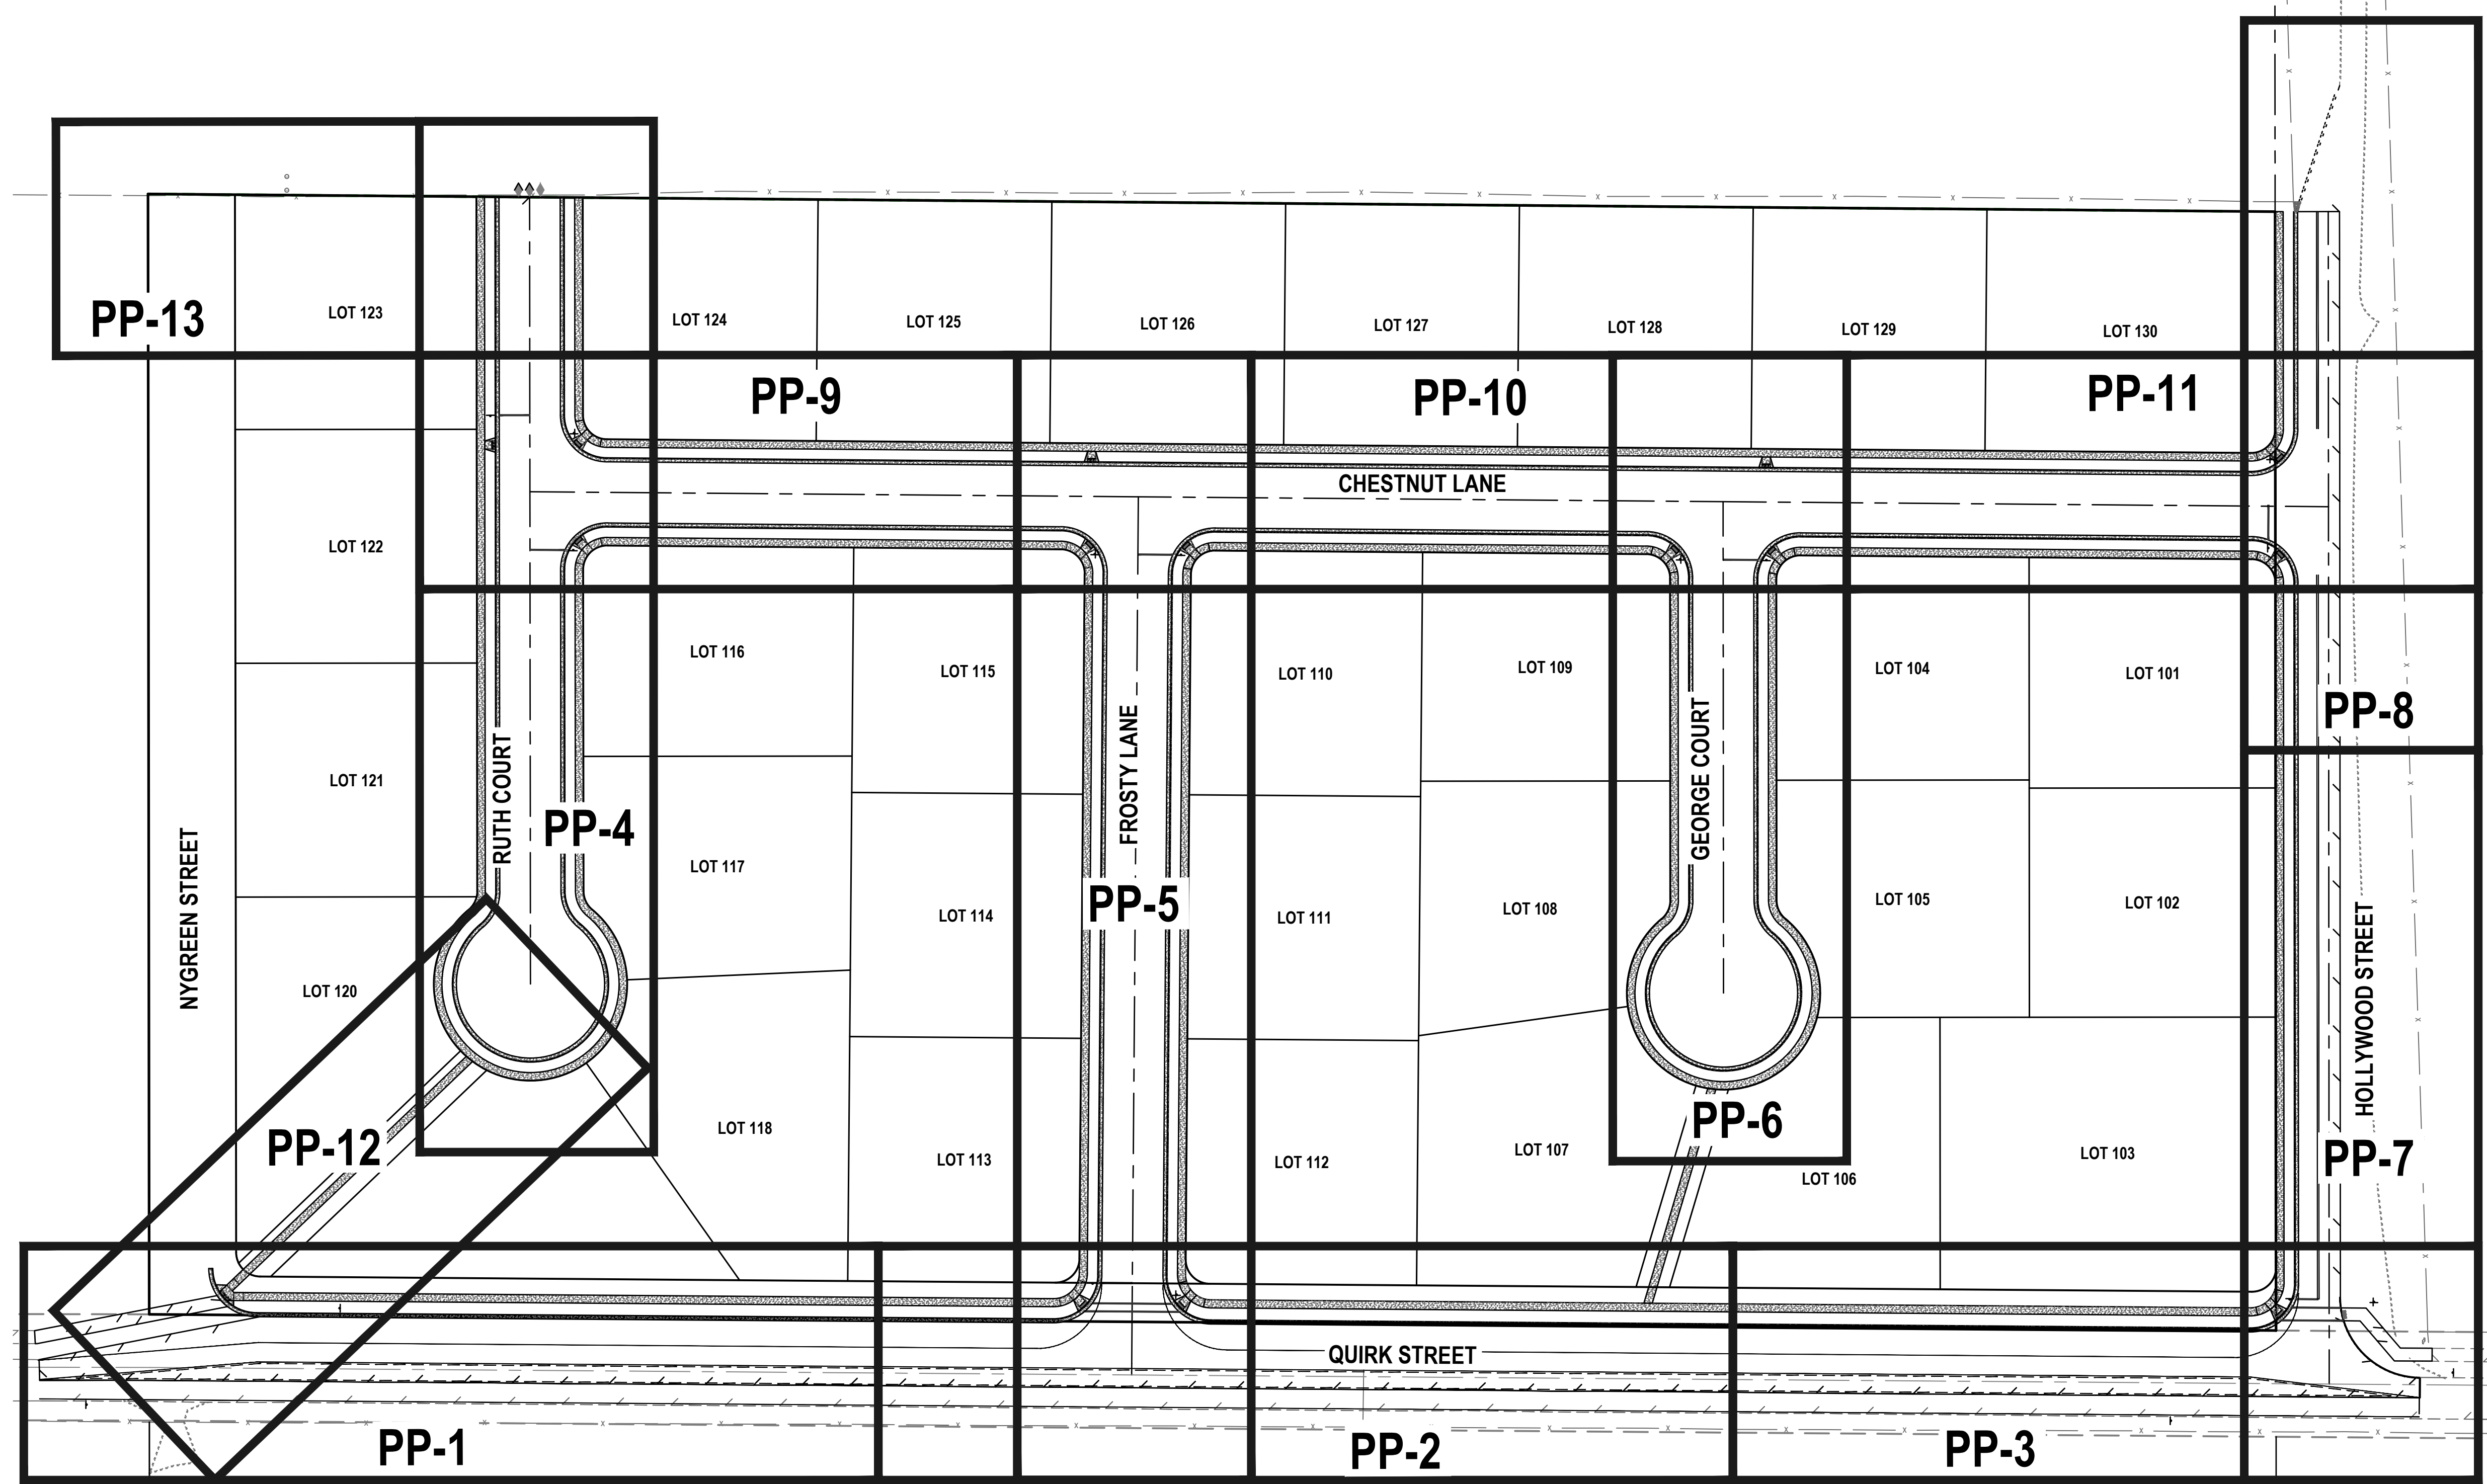 PP-13
LOT 123
LOT 124
LOT 125
LOT 126
LOT 127
LOT 128
LOT 129
LOT 130
PP-9
PP-10
PP-11
CHESTNUT LANE
LOT 122
LOT 116
LOT 115
LOT 110
LOT 109
LOT 104
LOT 101
PP-8
LOT 121
RUTH COURT
PP-4
FROSTY LANE
GEORGE COURT
NYGREEN STREET
LOT 117
LOT 114
PP-5
LOT 111
LOT 108
LOT 105
LOT 102
HOLLYWOOD STREET
LOT 120
PP-12
LOT 118
LOT 113
LOT 112
LOT 107
PP-6
LOT 106
LOT 103
PP-7
QUIRK STREET
PP-1
PP-2
PP-3